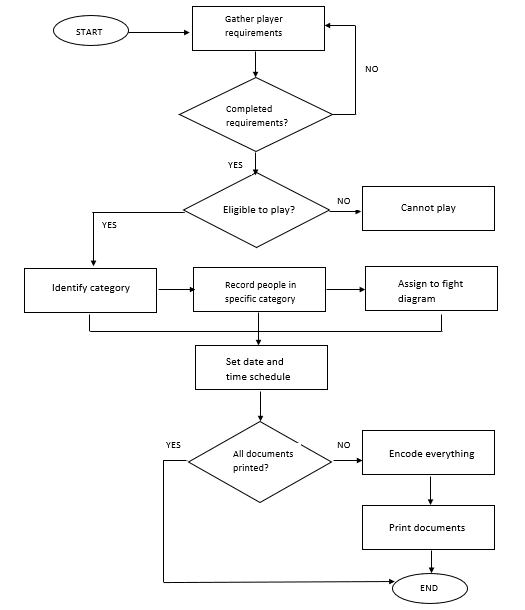 START
Gather player
requirements
NO
Completed
requirements?
YES
Eligible to play?
NO
Cannot play
YES
Identify category
Record people in
specific category
Assign to fight
diagram
Set date and
time schedule
YES
All documents
printed?
NO
Encode everything
Print documents
END